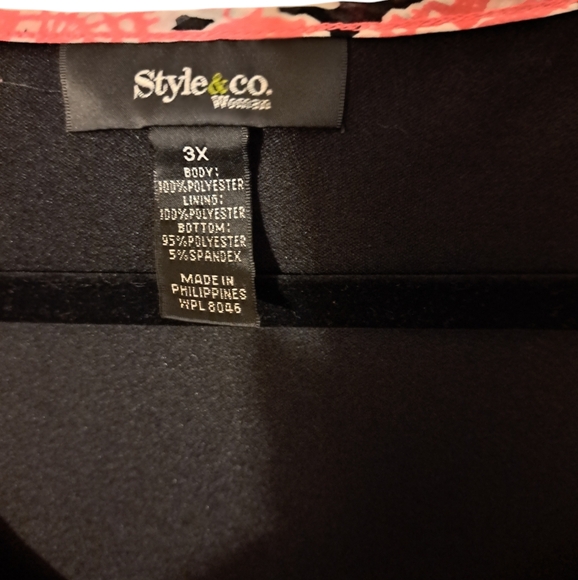 Style&co.
Woman
3X
BODY:
100%POLYESTER
LINING:
100%POLYESTER
BOTTOM:
95%POLYESTER
5%SPANDEX
MADE IN
PHILIPPINES
WPL 8046